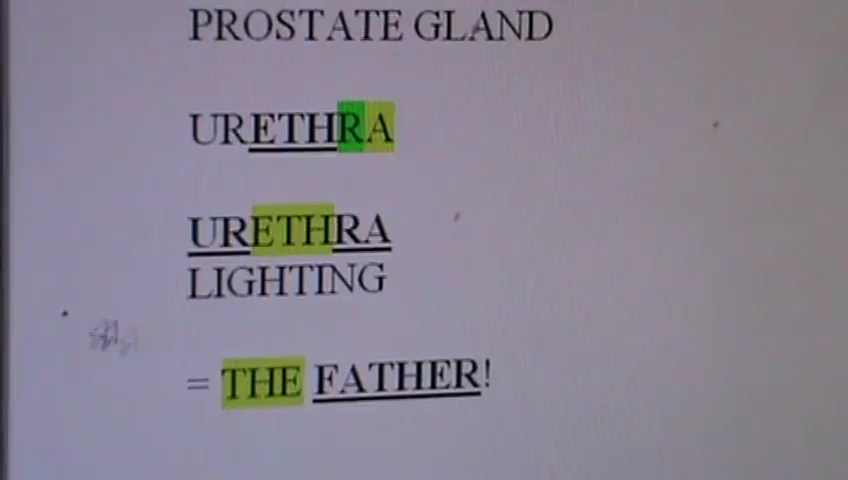 PROSTATE GLAND
URETHRA
URETHRA
LIGHTING
= THE FATHER!